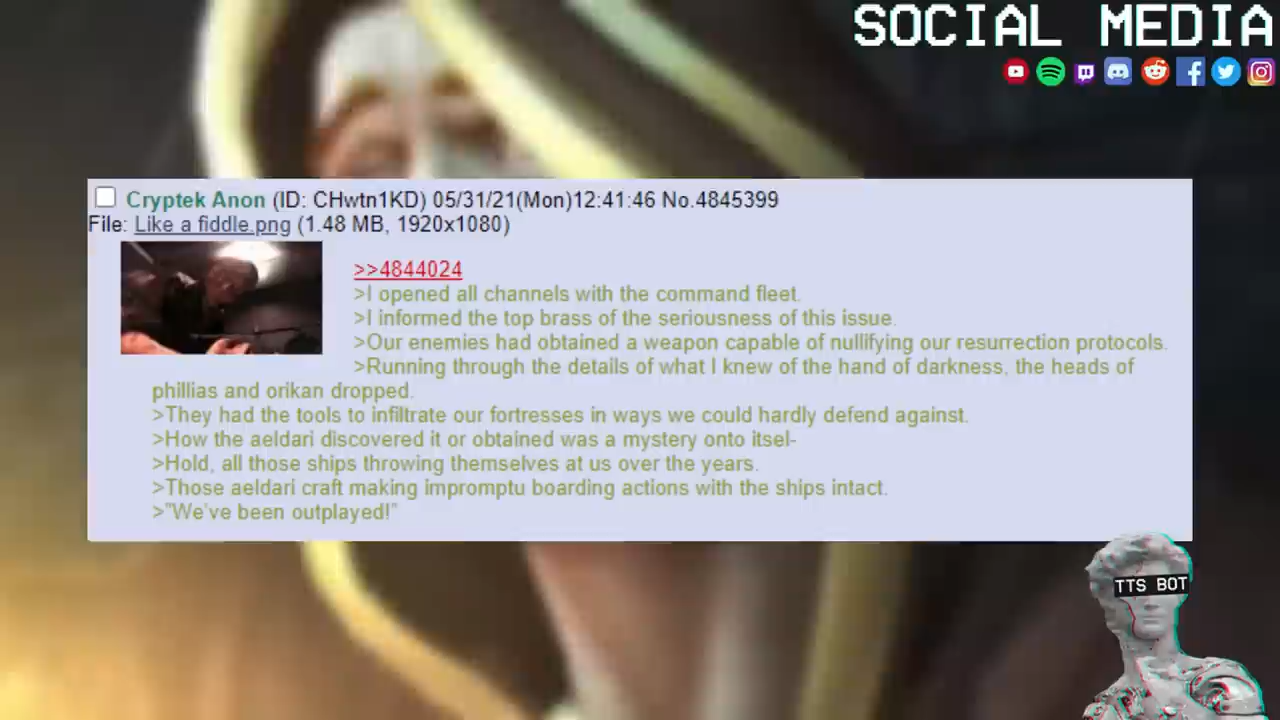 SOCIAL MEDIA
Cryptek Anon (ID: CHwtn1KD) 05/31/21(Mon)12:41:46 No.4845399
File: Like a fiddle.png (1.48 MB, 1920x1080)
>>4844024
>I opened all channels with the command fleet.
>I informed the top brass of the seriousness of this issue.
>Our enemies had obtained a weapon capable of nullifying our resurrection protocols.
>Running through the details of what I knew of the hand of darkness, the heads of
phillias and orikan dropped.
>They had the tools to infiltrate our fortresses in ways we could hardly defend against.
>How the aeldari discovered it or obtained was a mystery onto itsel-
>Hold, all those ships throwing themselves at us over the years.
>Those aeldari craft making impromptu boarding actions with the ships intact.
>"We've been outplayed!"
TTS BOT